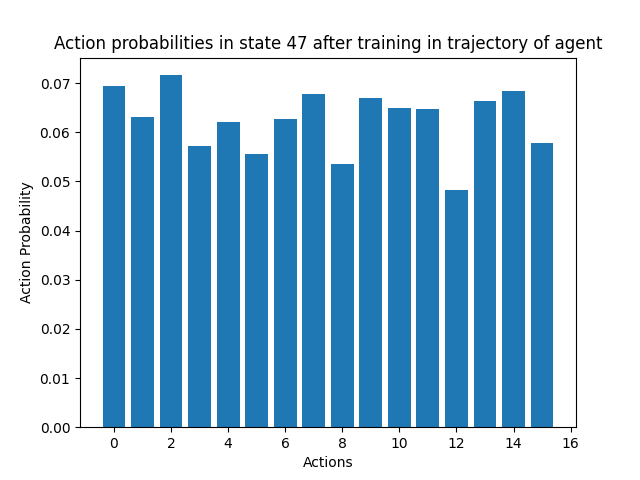 Action probabilities in state 47 after training in trajectory of agent
0.07
0.06
0.05
0.04
0.03
0.02
0.01
0.00
Action Probability
0 2 4 6 8 10 12 14 16
Actions